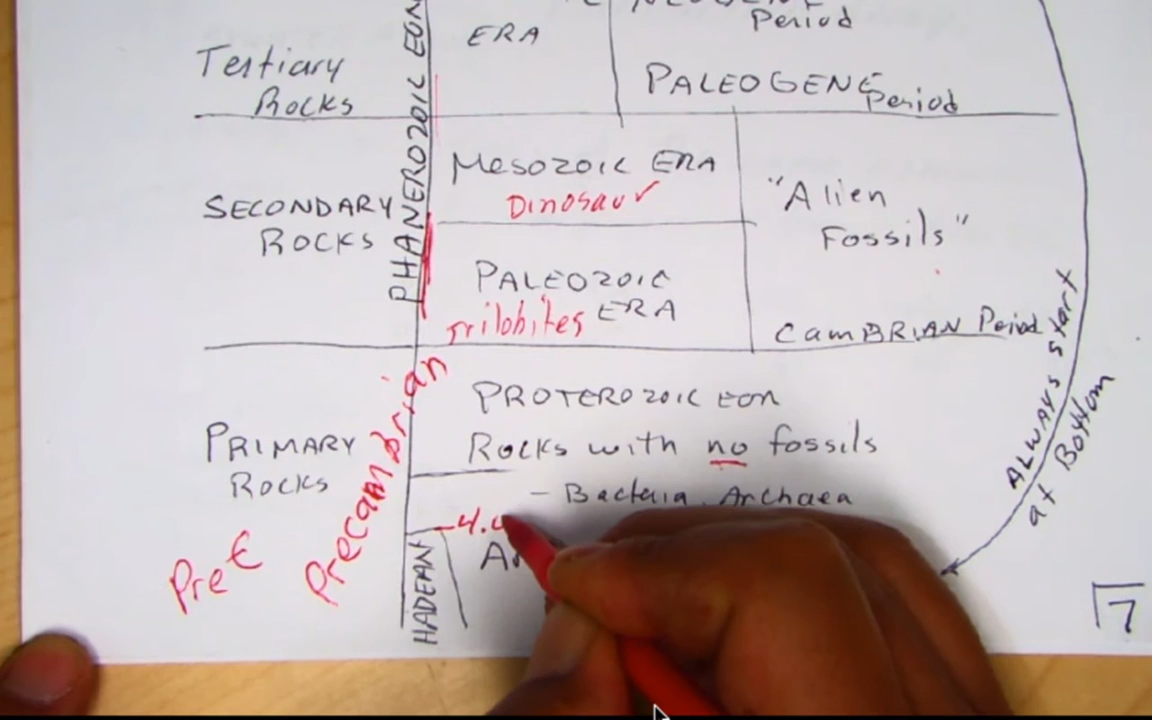 ERA
Period
PALEOGENE Period
Tertiary
Rocks
PHANEROZOIC EON
MESOZOIC ERA
Dinosaur
SECONDARY
ROCKS
"Alien
Fossils"
PALEOZOIC
ERA
trilobites
CAMBRIAN Period
PROTEROZOIC EON
Rocks with no fossils
- Bacteria, Archaea
PRIMARY
Rocks
Precambrian
Pre Є
4.
HADEAN
ALWAYS start
at Bottom
7